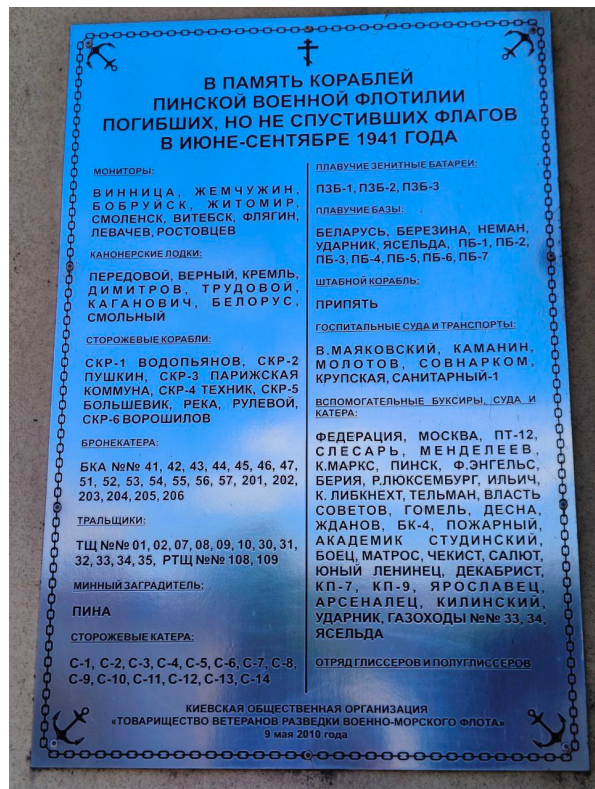 В ПАМЯТЬ КОРАБЛЕЙ
ПИНСКОЙ ВОЕННОЙ ФЛОТИЛИИ
ПОГИБШИХ, НО НЕ СПУСТИВШИХ ФЛАГОВ
В ИЮНЕ-СЕНТЯБРЕ 1941 ГОДА
МОНИТОРЫ:
ВИННИЦА, ЖЕМЧУЖИН,
БОБРУЙСК, ЖИТОМИР,
СМОЛЕНСК, ВИТЕБСК, ФЛЯГИН,
ЛЕВАЧЕВ, РОСТОВЦЕВ
КАНОНЕРСКИЕ ЛОДКИ:
ПЕРЕДОВОЙ, ВЕРНЫЙ, КРЕМЛЬ,
ДИМИТРОВ, ТРУДОВОЙ,
КАГАНОВИЧ, БЕЛОРУС,
СМОЛЬНЫЙ
СТОРОЖЕВЫЕ КОРАБЛИ:
СКР-1 ВОДОПЬЯНОВ, СКР-2
ПУШКИН, СКР-3 ПАРИЖСКАЯ
КОММУНА, СКР-4 ТЕХНИК, СКР-5
БОЛЬШЕВИК, РЕКА, РУЛЕВОЙ,
СКР-6 ВОРОШИЛОВ
БРОНЕКАТЕРА:
БКА №№ 41, 42, 43, 44, 45, 46, 47,
51, 52, 53, 54, 55, 56, 57, 201, 202,
203, 204, 205, 206
ТРАЛЬЩИКИ:
ТЩ №№ 01, 02, 07, 08, 09, 10, 30, 31,
32, 33, 34, 35, РТЩ №№ 108, 109
МИННЫЙ ЗАГРАДИТЕЛЬ:
ПИНА
СТОРОЖЕВЫЕ КАТЕРА:
С-1, С-2, С-3, С-4, С-5, С-6, С-7, С-8,
С-9, С-10, С-11, С-12, С-13, С-14
ПЛАВУЧИЕ ЗЕНИТНЫЕ БАТАРЕИ:
ПЗБ-1, ПЗБ-2, ПЗБ-3
ПЛАВУЧИЕ БАЗЫ:
БЕЛАРУСЬ, БЕРЕЗИНА, НЕМАН,
УДАРНИК, ЯСЕЛЬДА, ПБ-1, ПБ-2,
ПБ-3, ПБ-4, ПБ-5, ПБ-6, ПБ-7
ШТАБНОЙ КОРАБЛЬ:
ПРИПЯТЬ
ГОСПИТАЛЬНЫЕ СУДА И ТРАНСПОРТЫ:
В.МАЯКОВСКИЙ, КАМАНИН,
МОЛОТОВ, СОВНАРКОМ,
КРУПСКАЯ, САНИТАРНЫЙ-1
ВСПОМОГАТЕЛЬНЫЕ БУКСИРЫ, СУДА И
КАТЕРА:
ФЕДЕРАЦИЯ, МОСКВА, ПТ-12,
СЛЕСАРЬ, МЕНДЕЛЕЕВ,
К.МАРКС, ПИНСК, Ф.ЭНГЕЛЬС,
БЕРИЯ, Р.ЛЮКСЕМБУРГ, ИЛЬИЧ,
К. ЛИБКНЕХТ, ТЕЛЬМАН, ВЛАСТЬ
СОВЕТОВ, ГОМЕЛЬ, ДЕСНА,
ЖДАНОВ, БК-4, ПОЖАРНЫЙ,
АКАДЕМИК СТУДИНСКИЙ,
БОЕЦ, МАТРОС, ЧЕКИСТ, САЛЮТ,
ЮНЫЙ ЛЕНИНЕЦ, ДЕКАБРИСТ,
КП-7, КП-9, ЯРОСЛАВЕЦ,
АРСЕНАЛЕЦ, КИЛИНСКИЙ,
УДАРНИК, ГАЗОХОДЫ №№ 33, 34,
ЯСЕЛЬДА
ОТРЯД ГЛИССЕРОВ И ПОЛУГЛИССЕРОВ
КИЕВСКАЯ ОБЩЕСТВЕННАЯ ОРГАНИЗАЦИЯ
«ТОВАРИЩЕСТВО ВЕТЕРАНОВ РАЗВЕДКИ ВОЕННО-МОРСКОГО ФЛОТА»
9 мая 2010 года